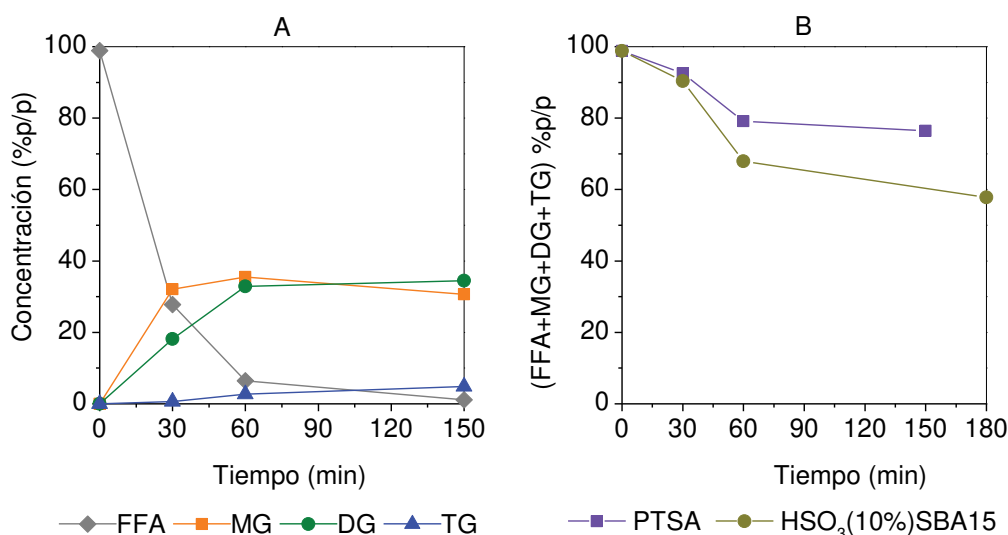 A
100
80
60
40
20
0
Concentración (%p/p)
0 30 60 90 120 150
Tiempo (min)
FFA MG DG TG
B
100
80
60
40
20
0
(FFA+MG+DG+TG) %p/p
0 30 60 90 120 150 180
Tiempo (min)
PTSA HSO₃(10%)SBA15